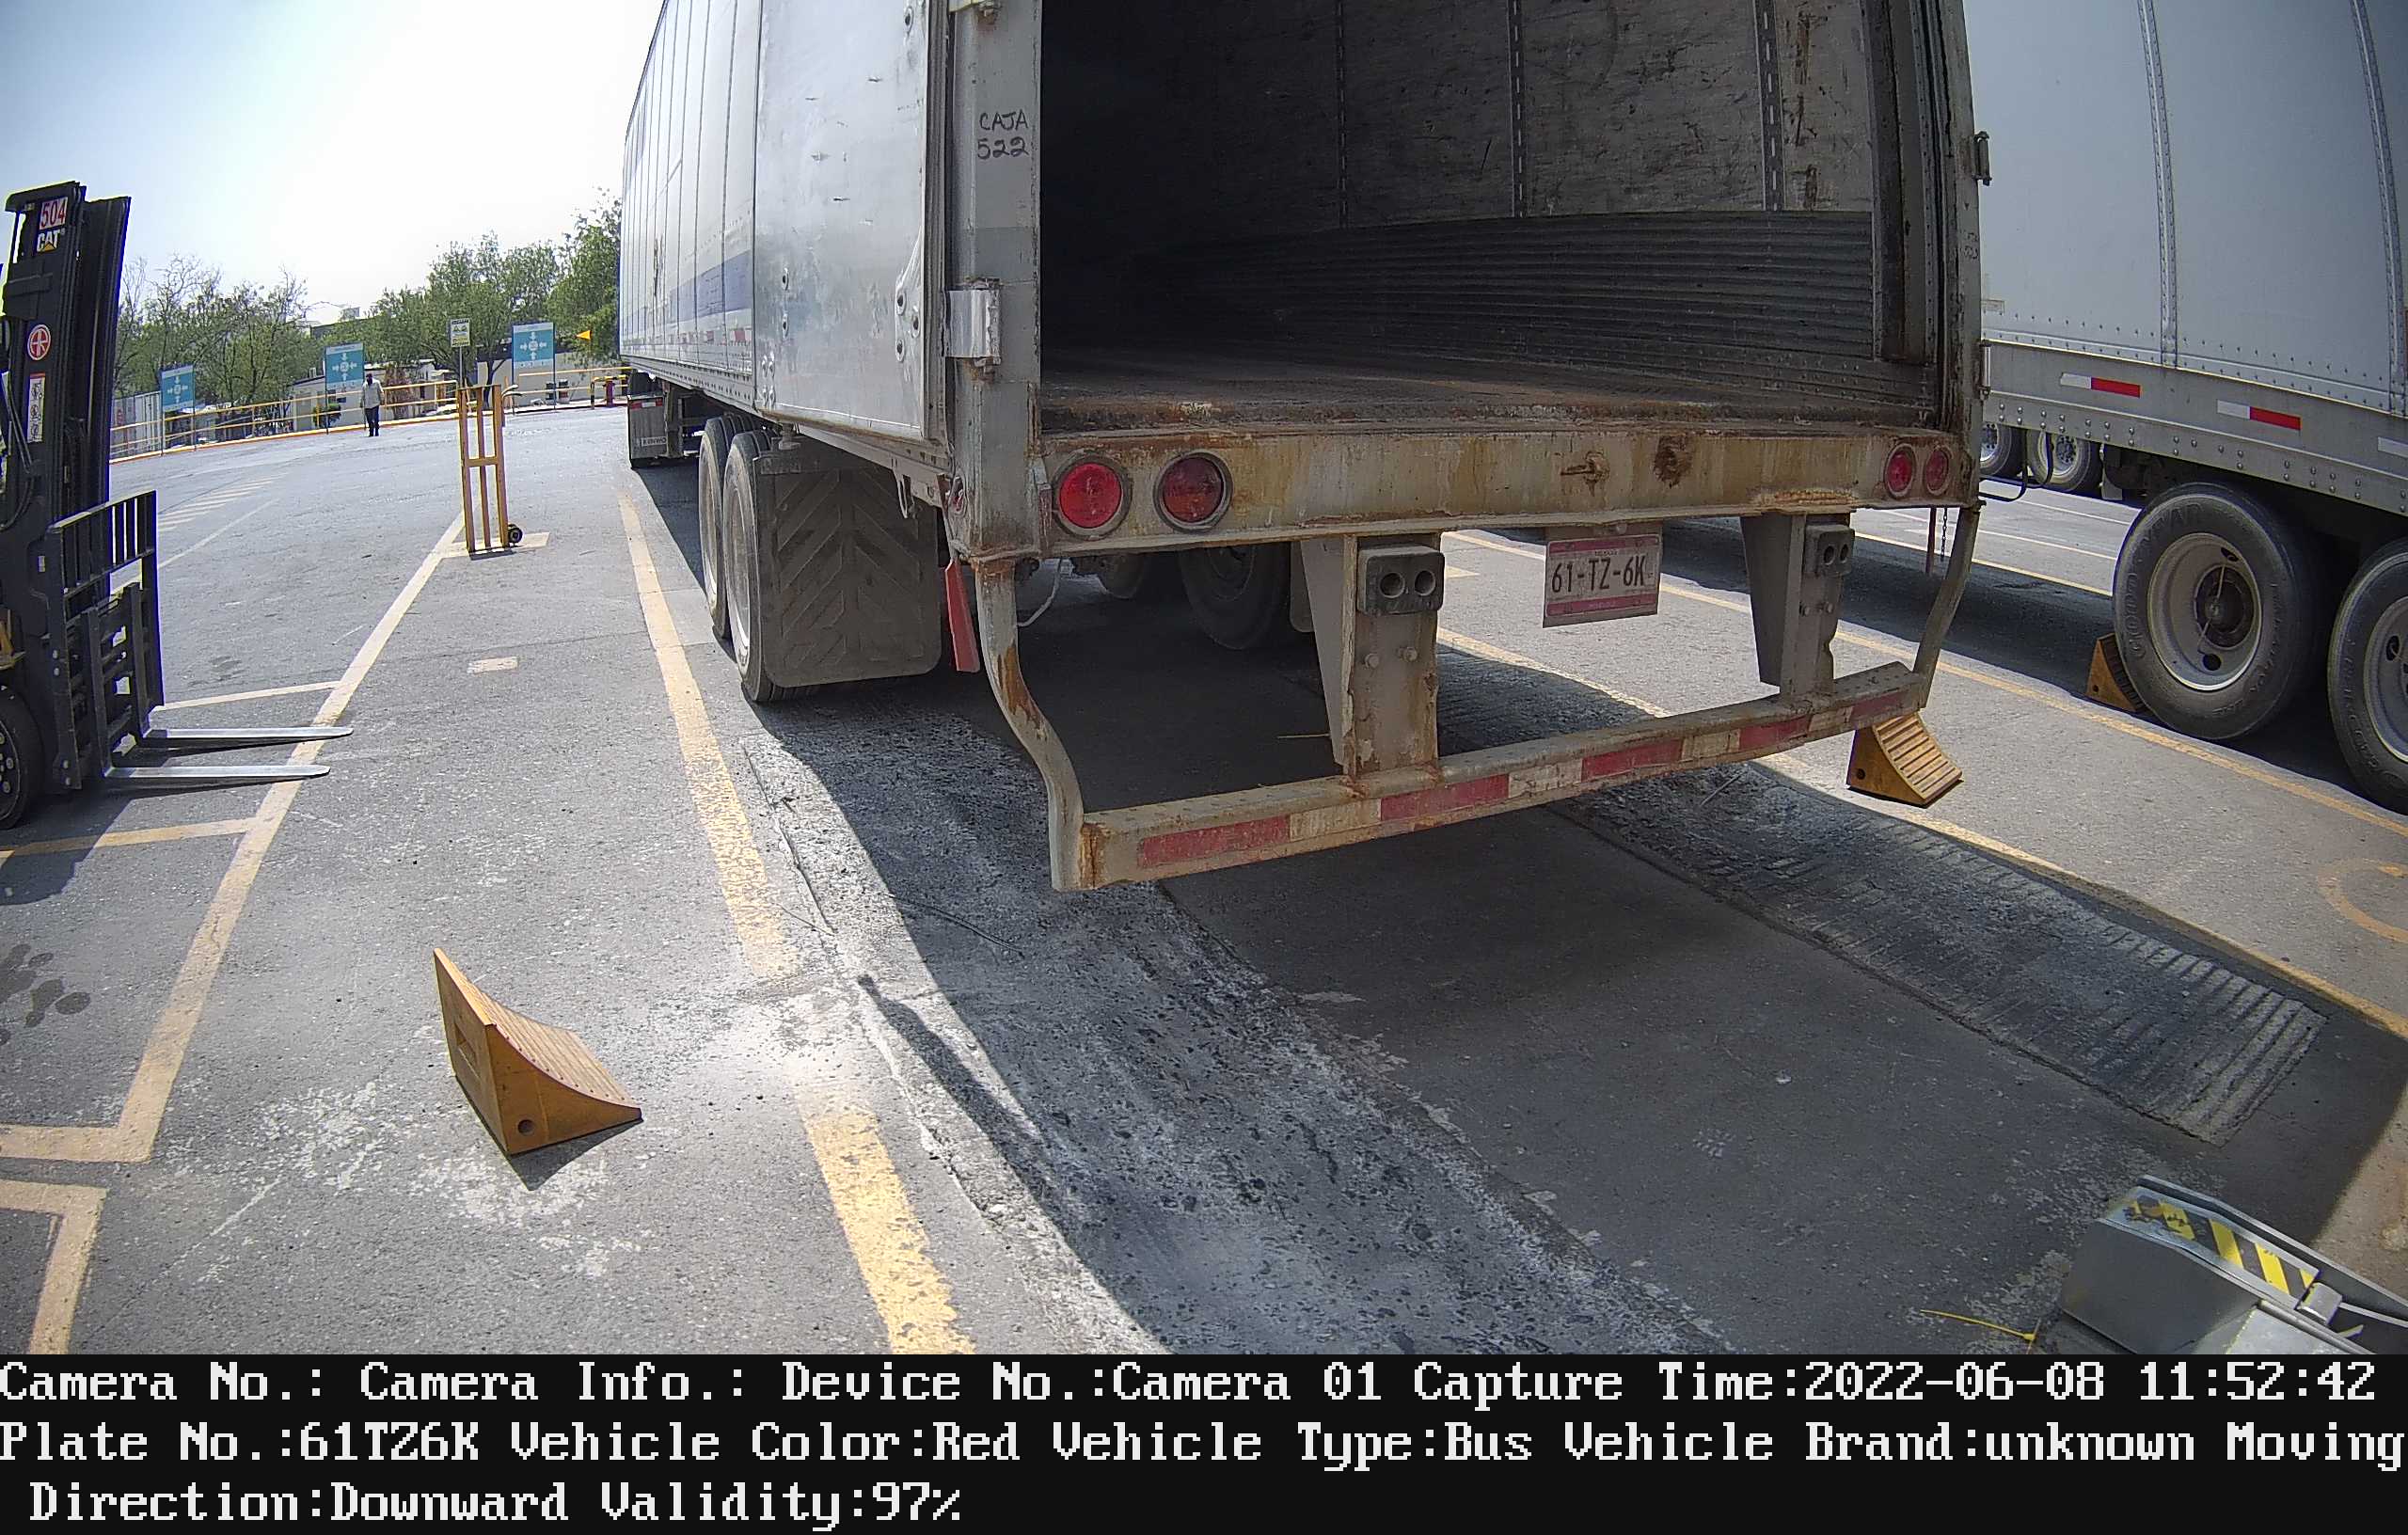 CAJA
522
504
CAT
61-TZ-6K
Camera No.: Camera Info.: Device No.:Camera 01 Capture Time:2022-06-08 11:52:42
Plate No.:61TZ6K Vehicle Color:Red Vehicle Type:Bus Vehicle Brand:unknown Moving
Direction:Downward Validity:97%